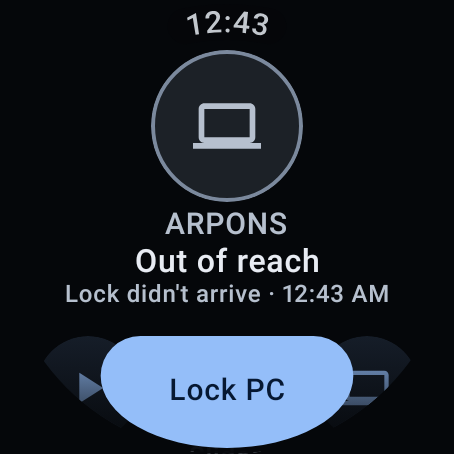 12:43
ARPONS
Out of reach
Lock didn't arrive · 12:43 AM
Lock PC